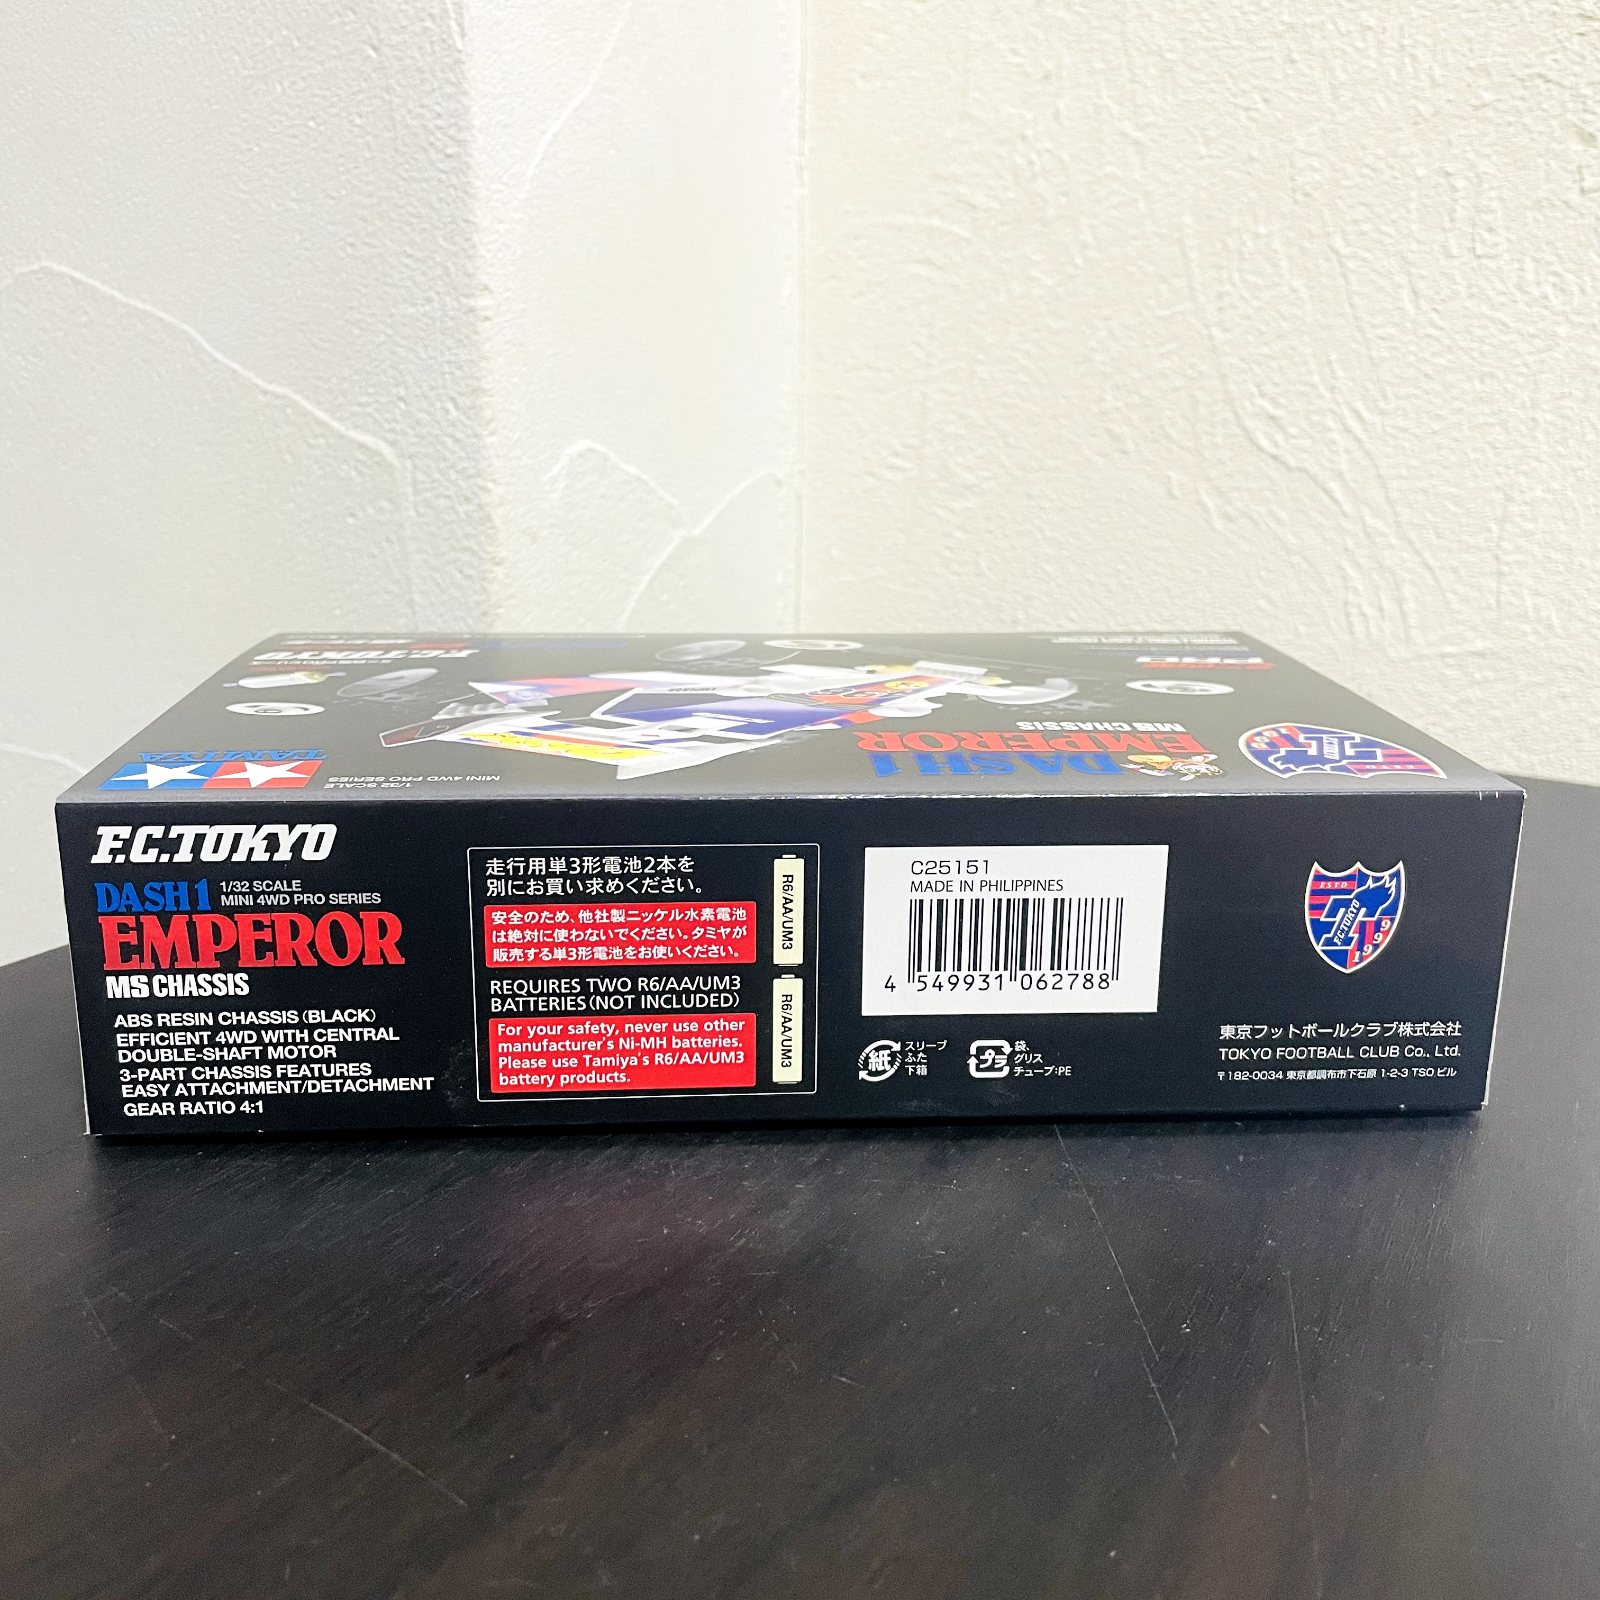 F.C.TOKYO
TAMIYA
1/32 SCALE
MINI 4WD PRO SERIES
DASH 1
EMPEROR
MS CHASSIS
F.C.TOKYO
DASH 1
1/32 SCALE
MINI 4WD PRO SERIES
EMPEROR
MS CHASSIS
ABS RESIN CHASSIS (BLACK)
EFFICIENT 4WD WITH CENTRAL
DOUBLE-SHAFT MOTOR
3-PART CHASSIS FEATURES
EASY ATTACHMENT/DETACHMENT
GEAR RATIO 4:1
走行用単3形電池2本を
別にお買い求めください。
安全のため、他社製ニッケル水素電池
は絶対に使わないでください。タミヤが
販売する単3形電池をお使いください。
REQUIRES TWO R6/AA/UM3
BATTERIES (NOT INCLUDED)
For your safety, never use other
manufacturer's Ni-MH batteries.
Please use Tamiya's R6/AA/UM3
battery products.
R6/AA/UM3
R6/AA/UM3
C25151
MADE IN PHILIPPINES
4 549931 062788
紙
スリーブ
ふた
下箱
プラ
袋、
グリス
チューブ:PE
ESTD
F.C.TOKYO
1999
東京フットボールクラブ株式会社
TOKYO FOOTBALL CLUB Co., Ltd.
〒182-0034 東京都調布市下石原 1-2-3 TSO ビル